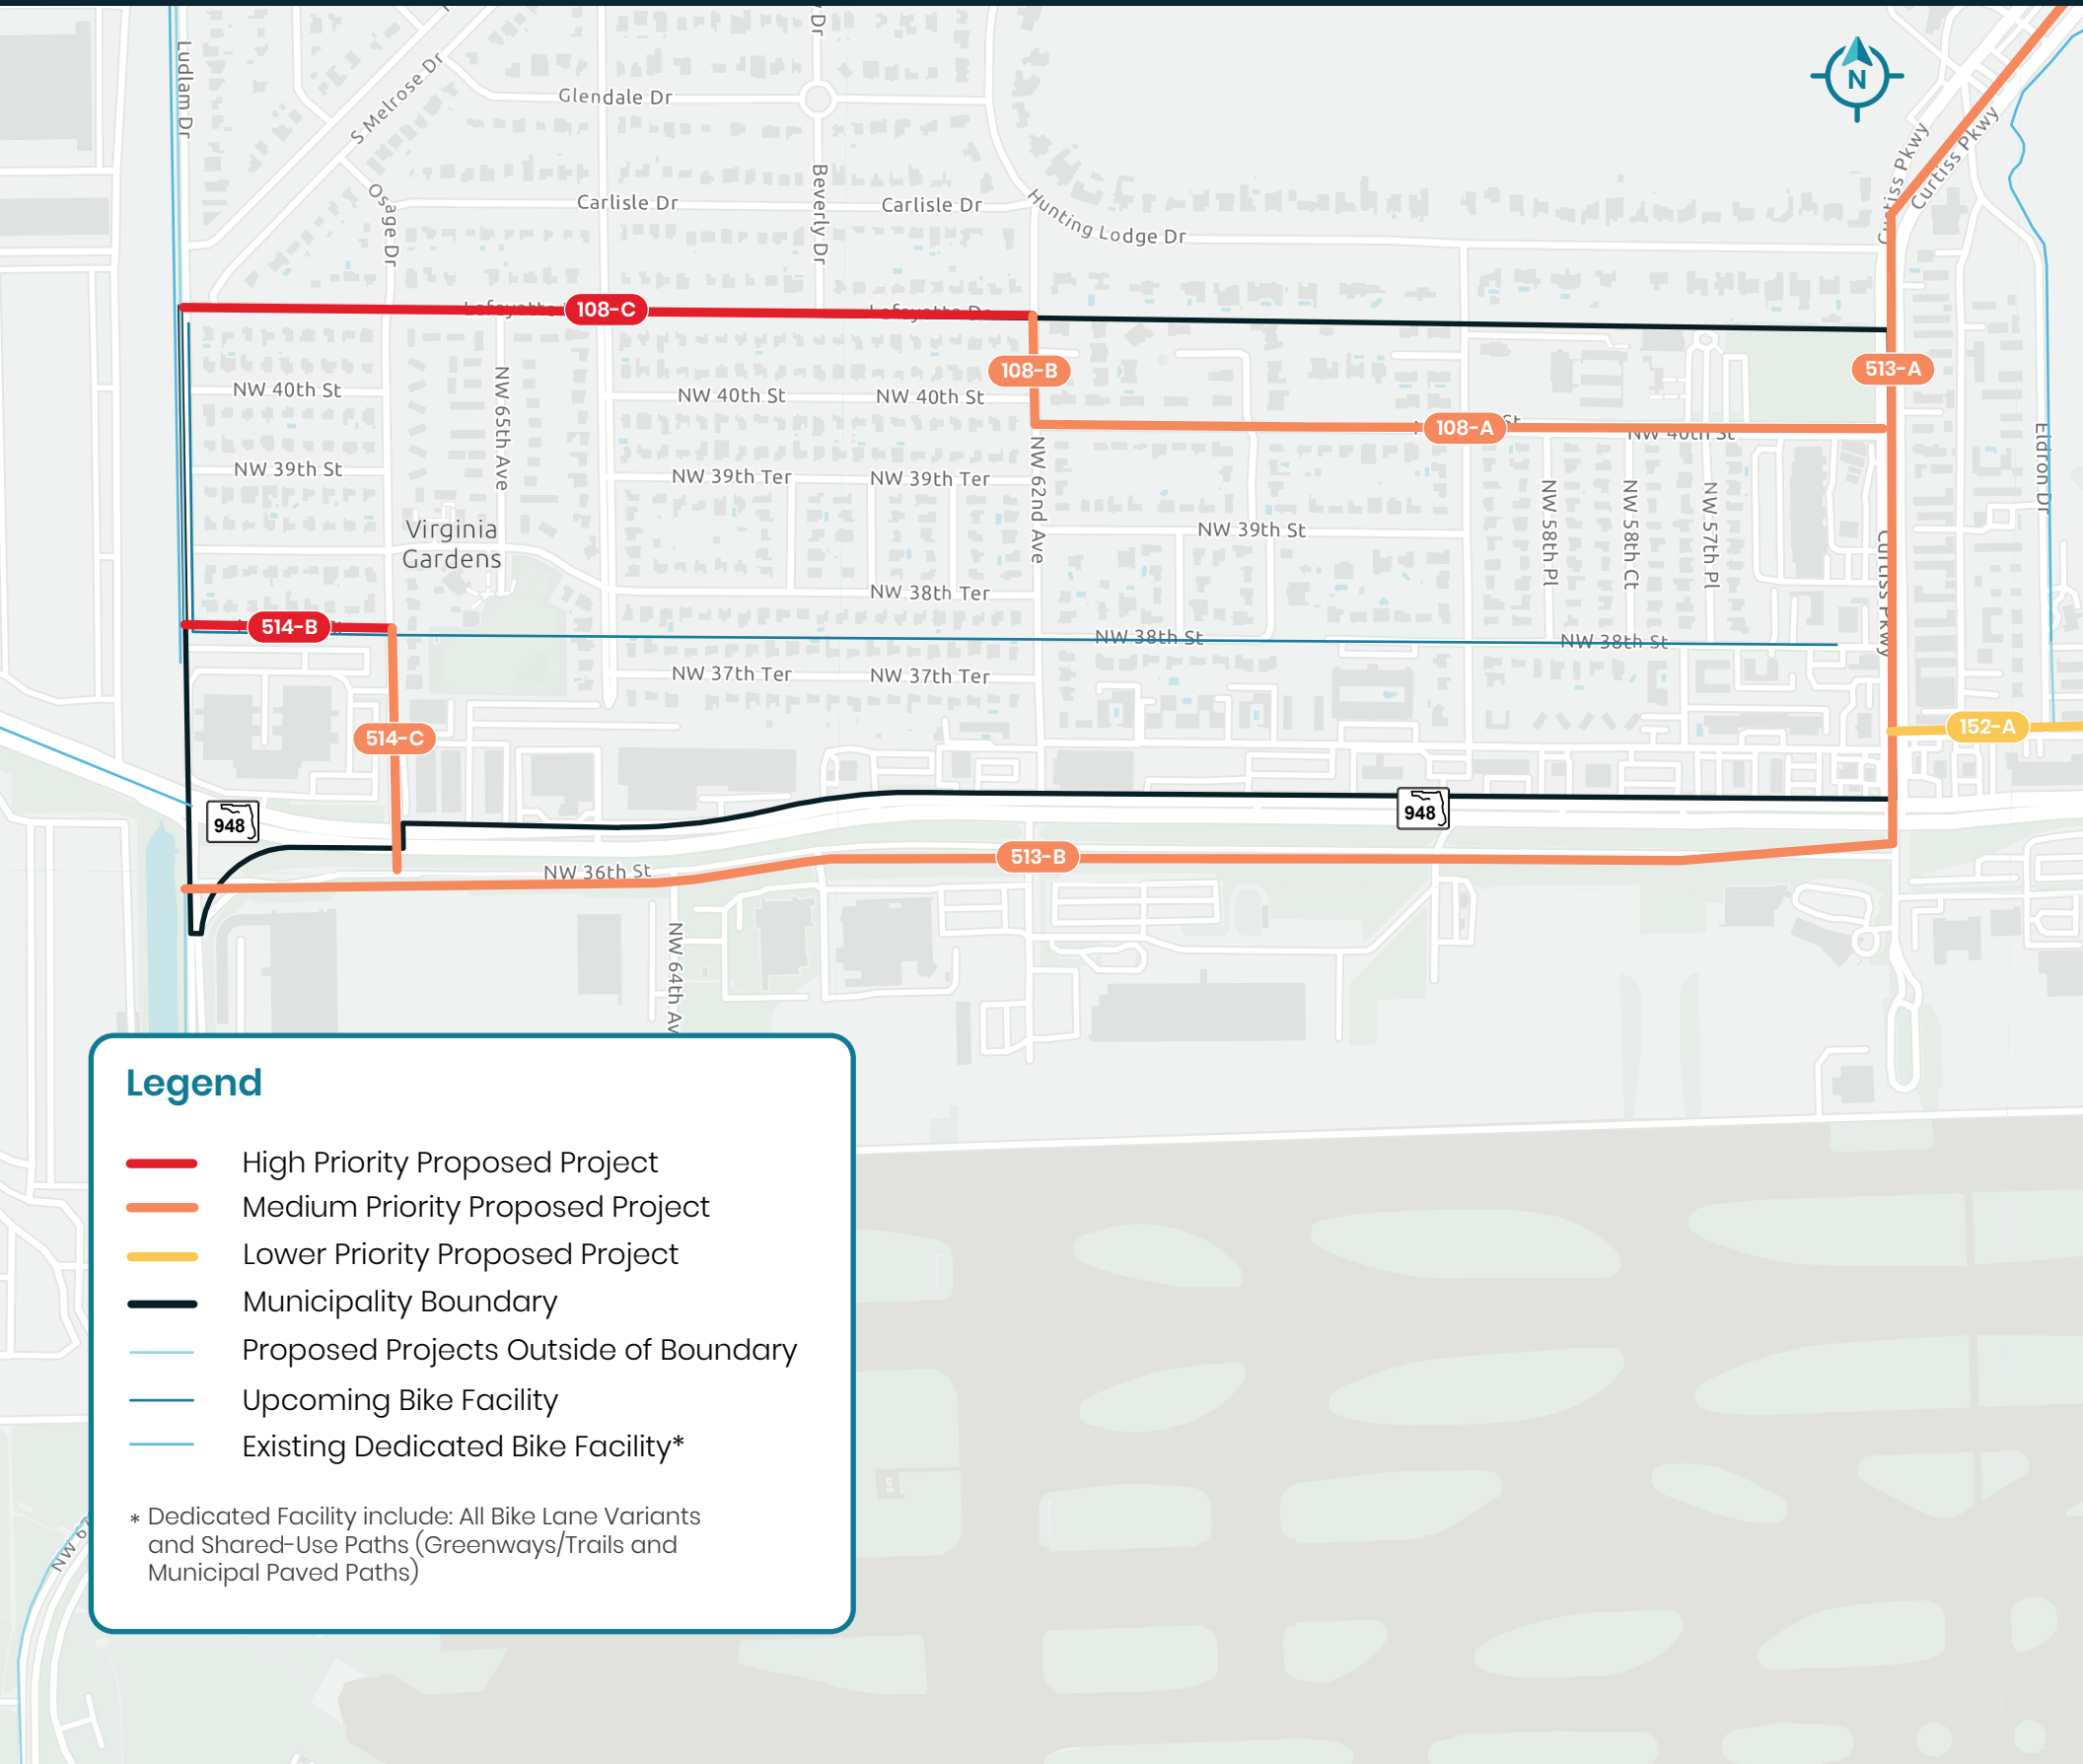 Ludlam Dr
S Melrose Dr
Glendale Dr
Dr
N
Curtiss Pkwy
Curtiss Pkwy
Osage Dr
Carlisle Dr
Beverly Dr
Carlisle Dr
Hunting Lodge Dr
108-C
Lafayette Dr
108-B
513-A
NW 40th St
NW 65th Ave
NW 40th St
NW 40th St
108-A
St
NW 40th St
NW 39th St
NW 39th Ter
NW 39th Ter
NW 62nd Ave
NW 39th St
NW 58th Pl
NW 58th Ct
NW 57th Pl
Curtiss Pkwy
Eldron Dr
Virginia
Gardens
NW 38th Ter
514-B
NW 38th St
NW 38th St
NW 37th Ter
NW 37th Ter
514-C
152-A
948
948
NW 36th St
513-B
NW 64th Av
Legend
High Priority Proposed Project
Medium Priority Proposed Project
Lower Priority Proposed Project
Municipality Boundary
Proposed Projects Outside of Boundary
Upcoming Bike Facility
Existing Dedicated Bike Facility*
* Dedicated Facility include: All Bike Lane Variants
and Shared-Use Paths (Greenways/Trails and
Municipal Paved Paths)
NW 67